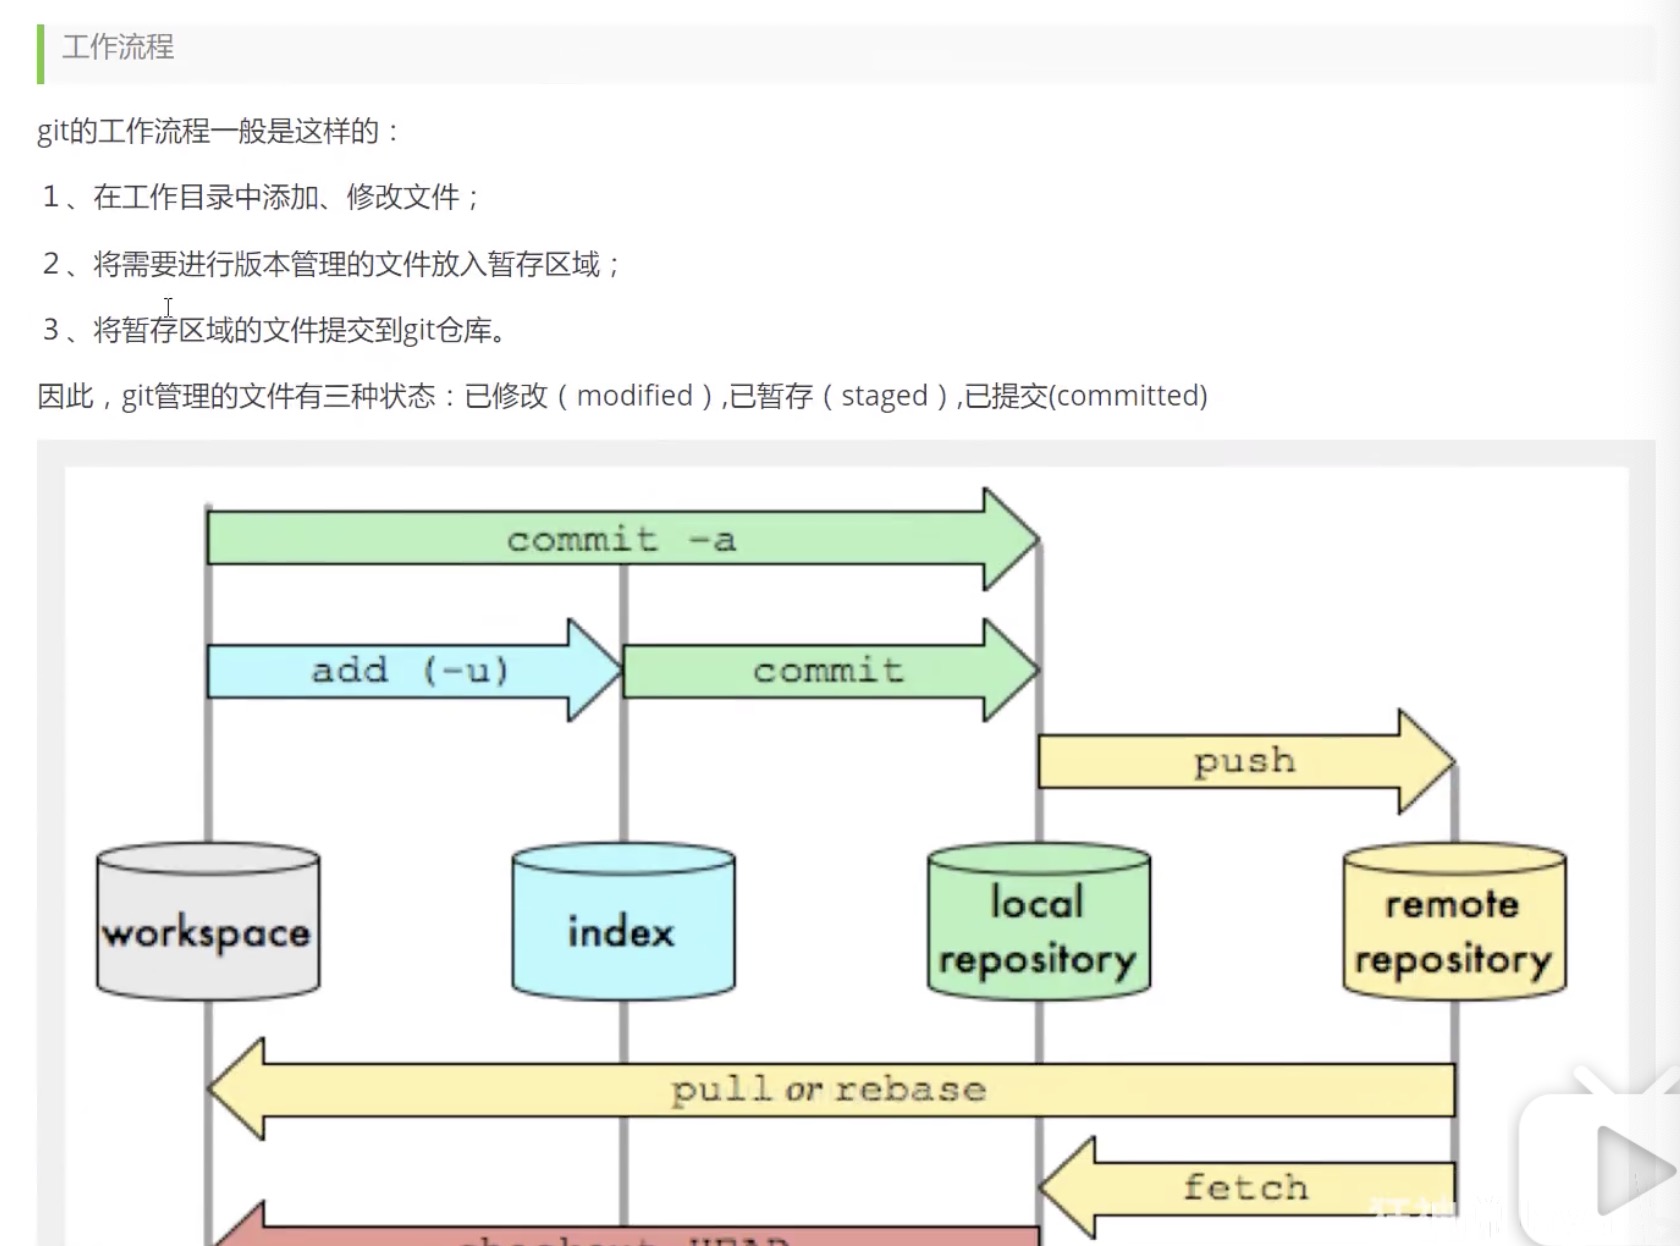 工作流程
git的工作流程一般是这样的：
1、在工作目录中添加、修改文件；
2、将需要进行版本管理的文件放入暂存区域；
3、将暂存区域的文件提交到git仓库。
因此，git管理的文件有三种状态：已修改（modified）,已暂存（staged）,已提交(committed)
commit -a
add (-u)
commit
push
workspace
index
local
repository
remote
repository
pull or rebase
fetch
checkout HEAD